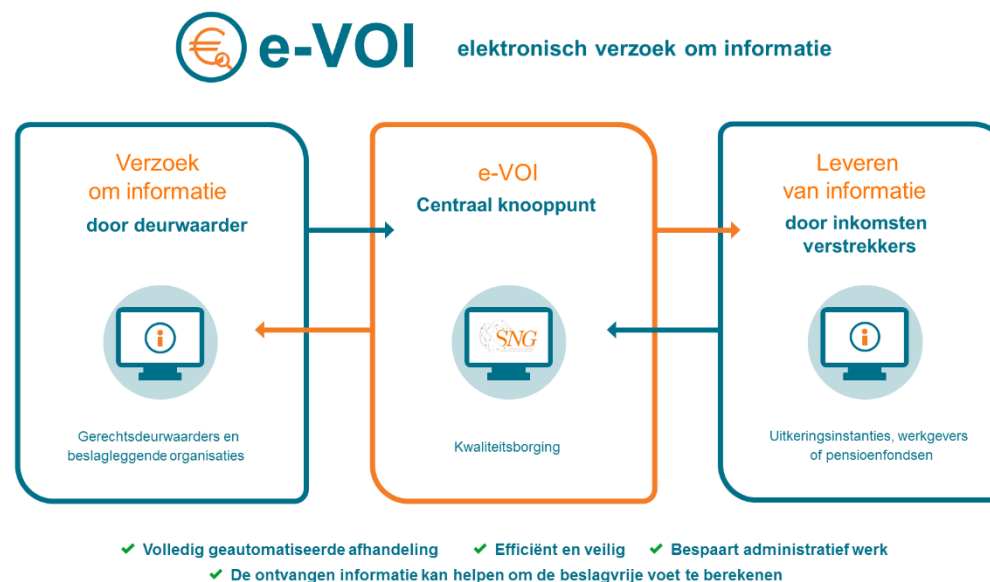 e-VOI elektronisch verzoek om informatie
Verzoek
om informatie
door deurwaarder
Gerechtsdeurwaarders en
beslagleggende organisaties
e-VOI
Centraal knooppunt
SNG
Kwaliteitsborging
Leveren
van informatie
door inkomsten
verstrekkers
Uitkeringsinstanties, werkgevers
of pensioenfondsen
✔ Volledig geautomatiseerde afhandeling ✔ Efficiënt en veilig ✔ Bespaart administratief werk
✔ De ontvangen informatie kan helpen om de beslagvrije voet te berekenen